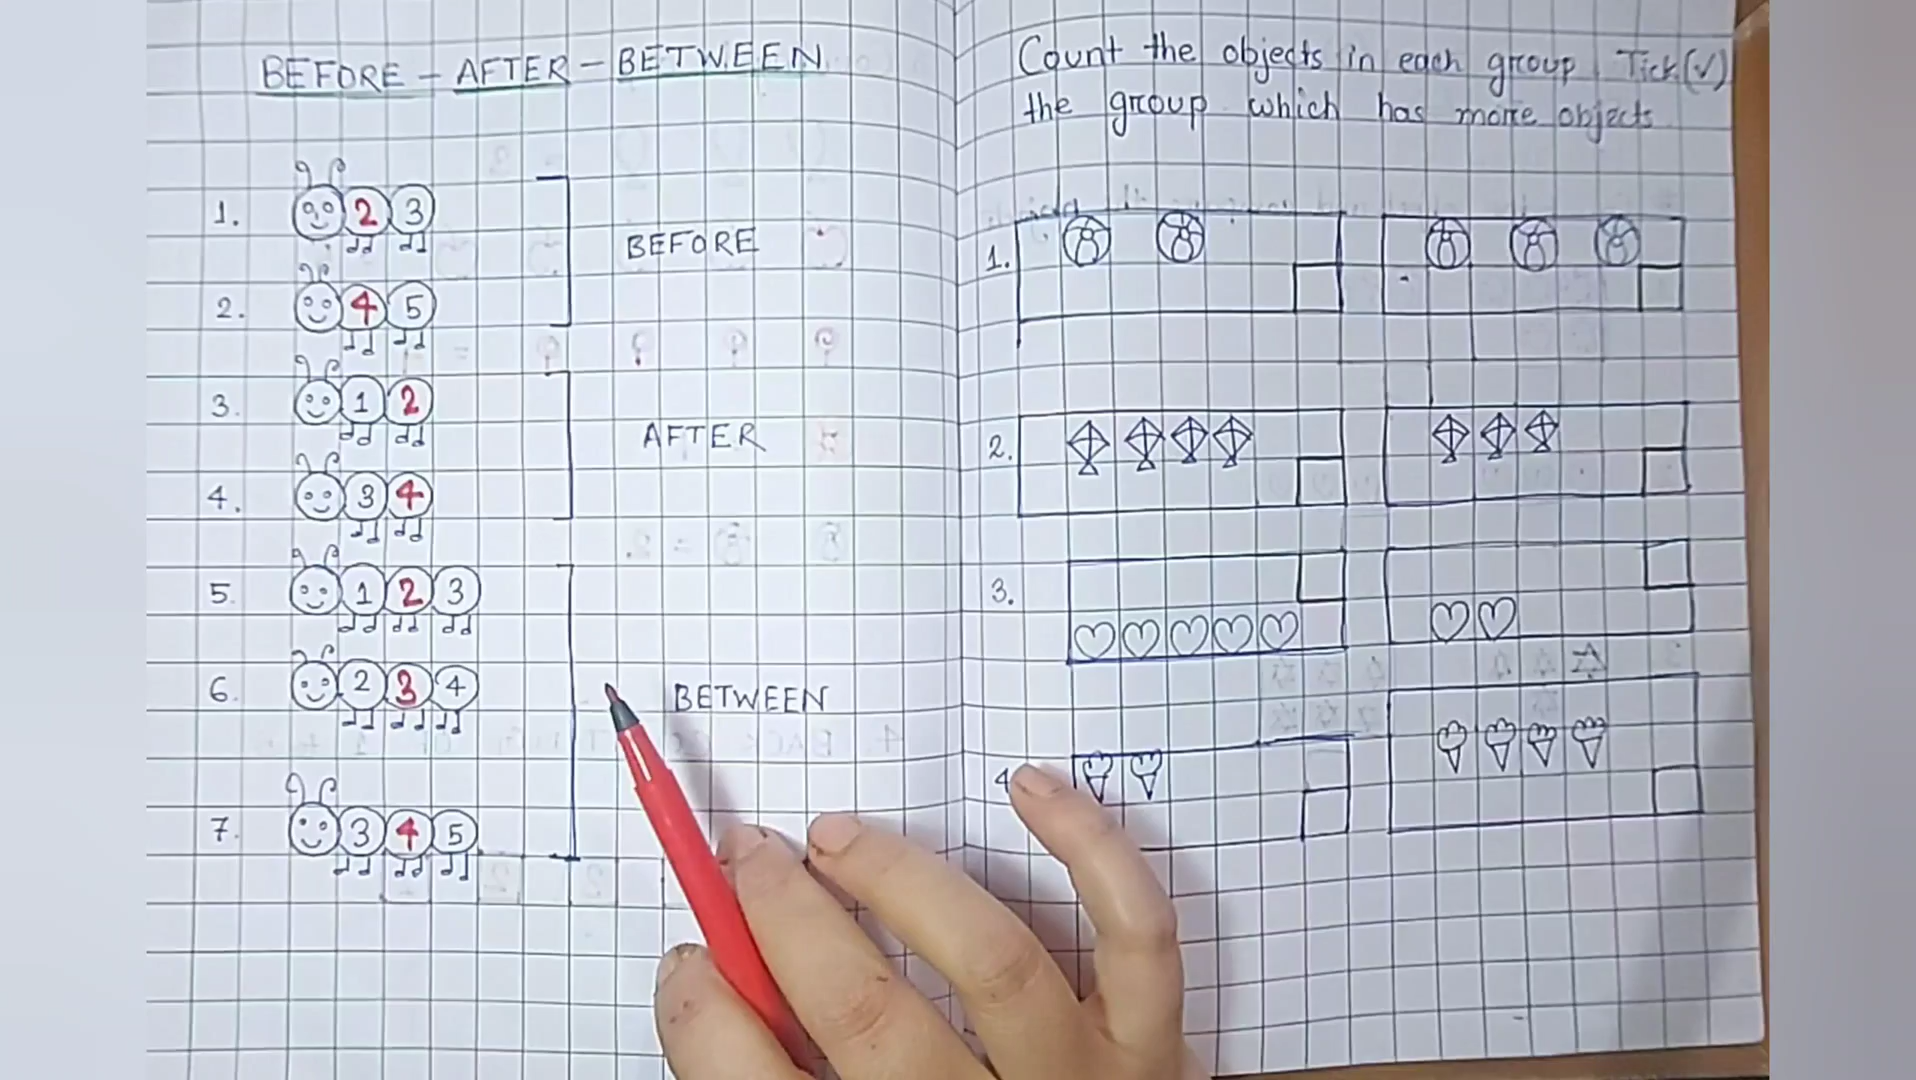 BEFORE - AFTER - BETWEEN
1. 2 3
2. 4 5
BEFORE
3. 1 2
4. 3 4
AFTER
5. 1 2 3
6. 2 3 4
7. 3 4 5
BETWEEN
Count the objects in each group. Tick (✓)
the group which has more objects
1.
2.
3.
4